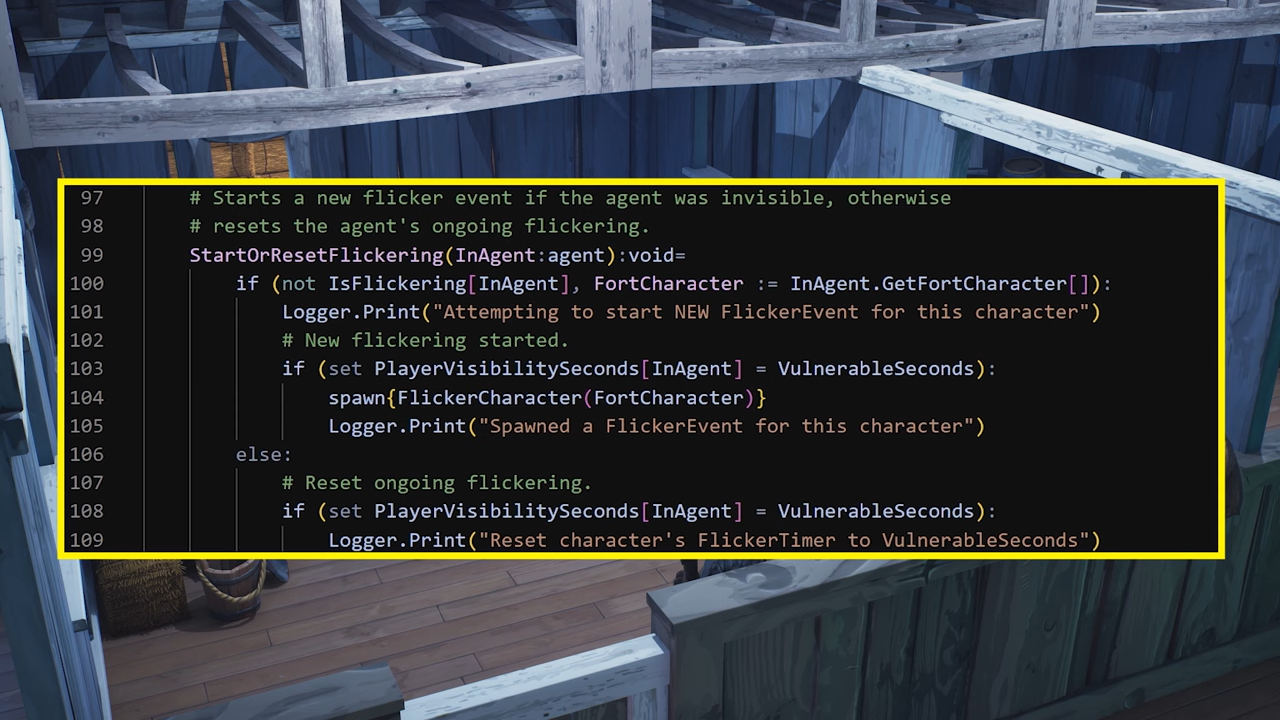 97 # Starts a new flicker event if the agent was invisible, otherwise
98 # resets the agent's ongoing flickering.
99 StartOrResetFlickering(InAgent:agent):void=
100 if (not IsFlickering[InAgent], FortCharacter := InAgent.GetFortCharacter[]):
101 Logger.Print("Attempting to start NEW FlickerEvent for this character")
102 # New flickering started.
103 if (set PlayerVisibilitySeconds[InAgent] = VulnerableSeconds):
104 spawn{FlickerCharacter(FortCharacter)}
105 Logger.Print("Spawned a FlickerEvent for this character")
106 else:
107 # Reset ongoing flickering.
108 if (set PlayerVisibilitySeconds[InAgent] = VulnerableSeconds):
109 Logger.Print("Reset character's FlickerTimer to VulnerableSeconds")